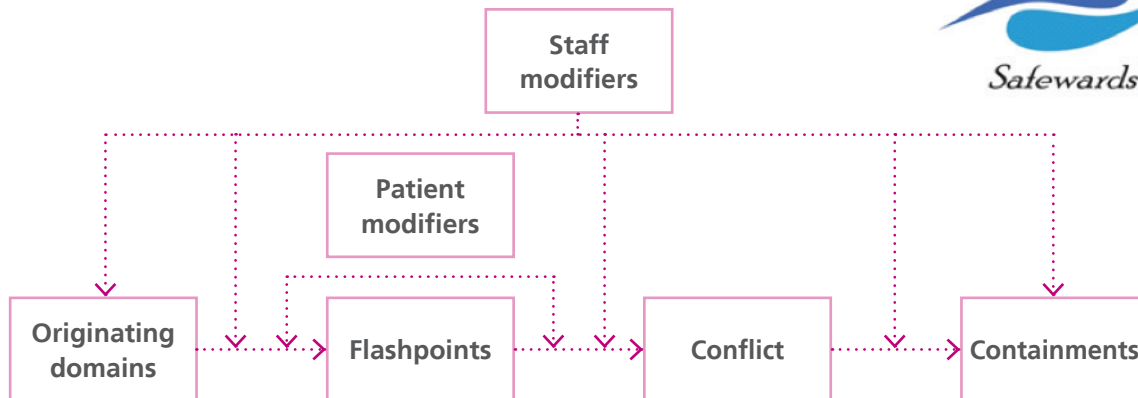 Staff
modifiers
Safewards
Patient
modifiers
Originating
domains
Flashpoints
Conflict
Containments